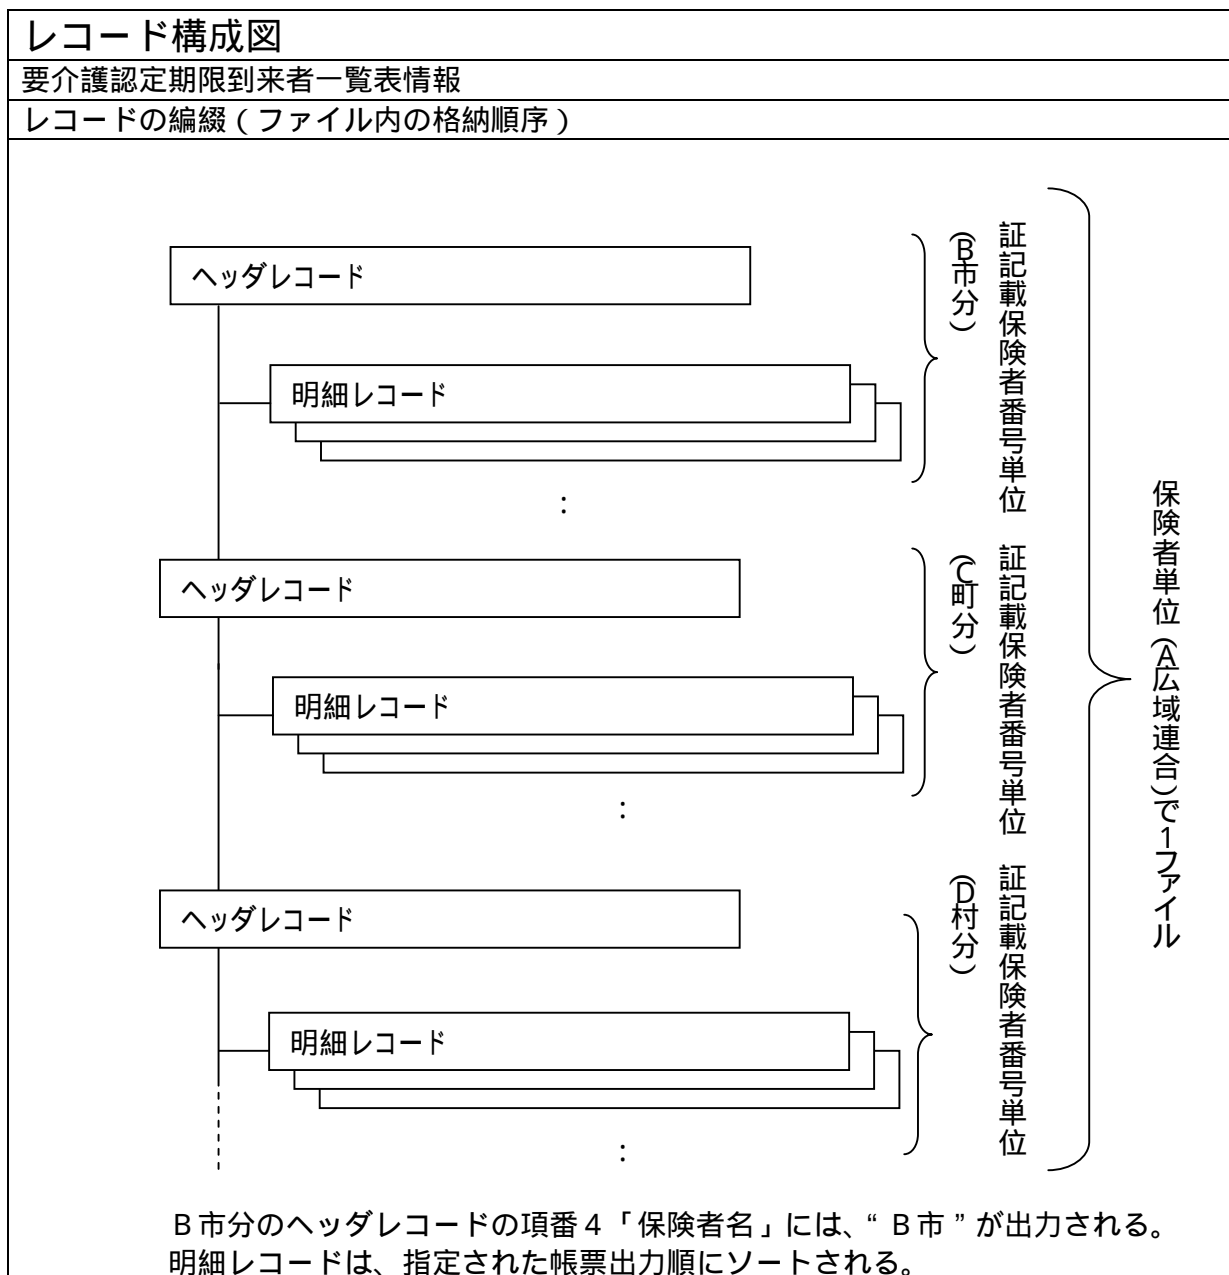 レコード構成図
要介護認定期限到来者一覧表情報
レコードの編綴(ファイル内の格納順序)
ヘッダレコード
明細レコード
:
証記載保険者番号単位
(B市分)
ヘッダレコード
明細レコード
:
証記載保険者番号単位
(C町分)
ヘッダレコード
明細レコード
:
証記載保険者番号単位
(D村分)
保険者単位(A広域連合)で1ファイル
B市分のヘッダレコードの項番4「保険者名」には、“B市”が出力される。
明細レコードは、指定された帳票出力順にソートされる。